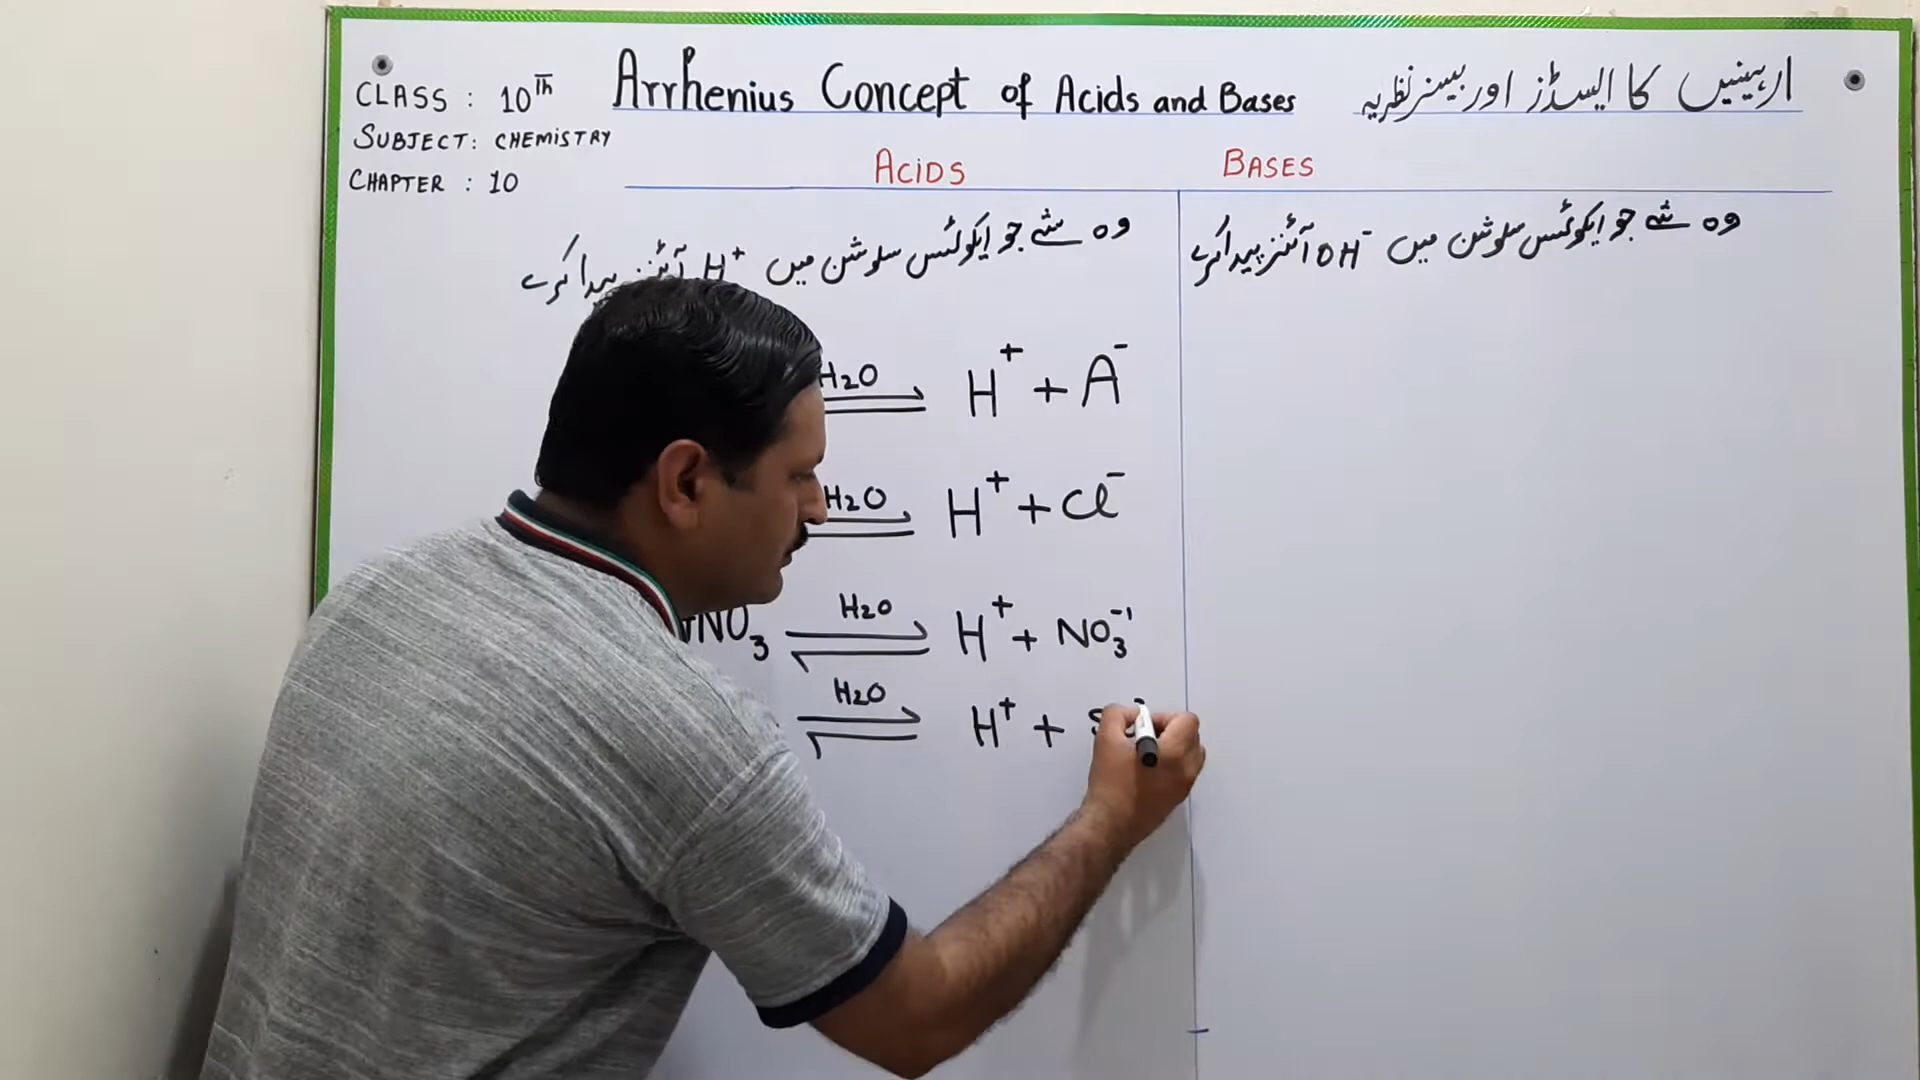 CLASS : 10Th
SUBJECT: CHEMISTRY
CHAPTER : 10
Arrhenius Concept of Acids and Bases
ارہینیس کا ایسڈز اور بیسز نظریہ
ACIDS
BASES
وہ شے جو ایکوئس سلوشن میں H⁺ آئنز پیدا کرے
وہ شے جو ایکوئس سلوشن میں OH⁻ آئنز پیدا کرے
H₂O ⇌ H⁺ + A⁻
H₂O ⇌ H⁺ + Cl⁻
NO₃ ⇌ H₂O H⁺ + NO₃⁻¹
H₂O ⇌ H⁺ + S